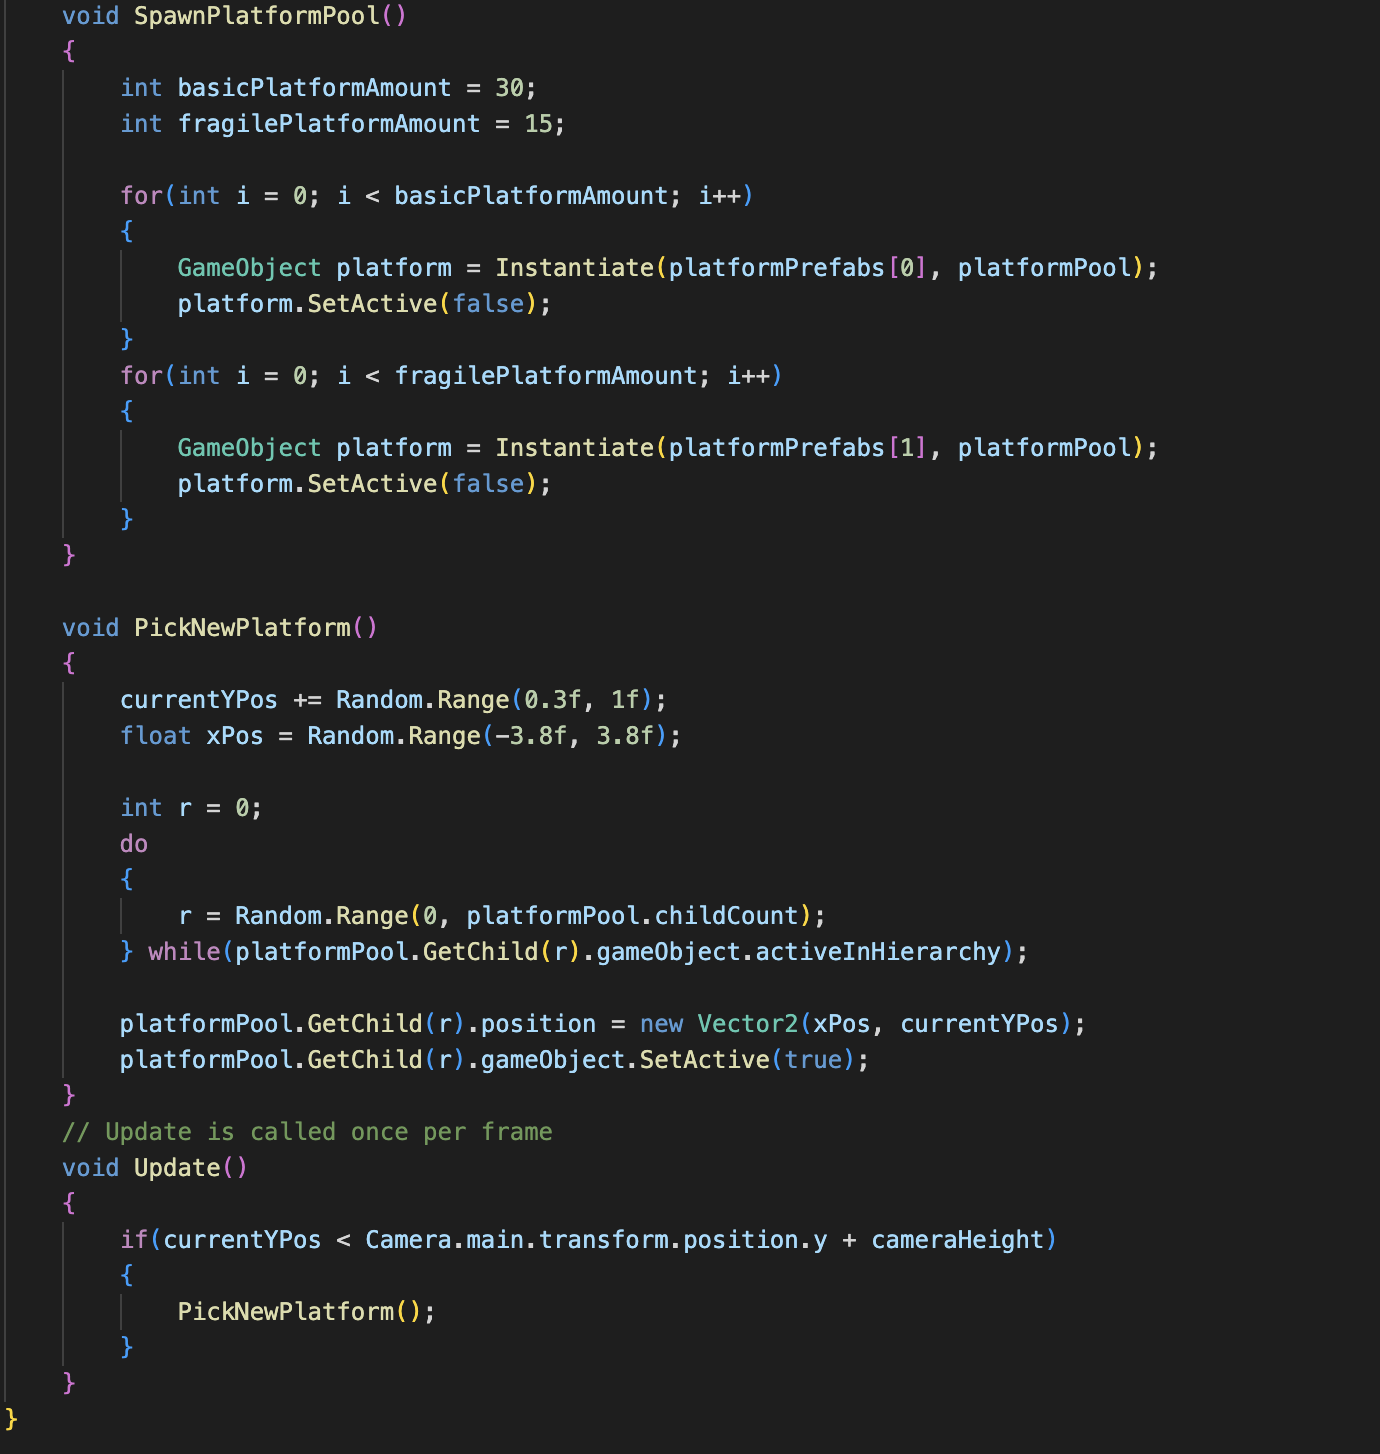 void SpawnPlatformPool()
{
int basicPlatformAmount = 30;
int fragilePlatformAmount = 15;
for(int i = 0; i < basicPlatformAmount; i++)
{
GameObject platform = Instantiate(platformPrefabs[0], platformPool);
platform.SetActive(false);
}
for(int i = 0; i < fragilePlatformAmount; i++)
{
GameObject platform = Instantiate(platformPrefabs[1], platformPool);
platform.SetActive(false);
}
}
void PickNewPlatform()
{
currentYPos += Random.Range(0.3f, 1f);
float xPos = Random.Range(-3.8f, 3.8f);
int r = 0;
do
{
r = Random.Range(0, platformPool.childCount);
} while(platformPool.GetChild(r).gameObject.activeInHierarchy);
platformPool.GetChild(r).position = new Vector2(xPos, currentYPos);
platformPool.GetChild(r).gameObject.SetActive(true);
}
// Update is called once per frame
void Update()
{
if(currentYPos < Camera.main.transform.position.y + cameraHeight)
{
PickNewPlatform();
}
}
}